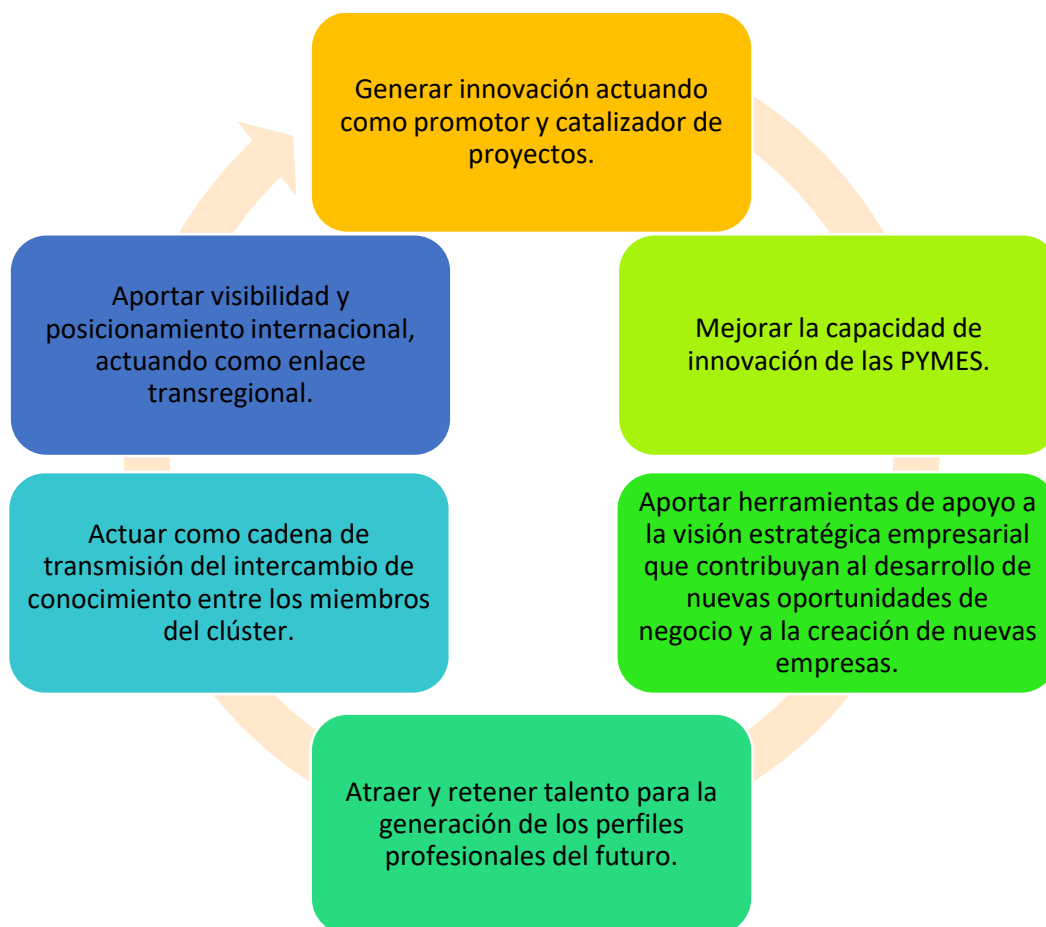 Generar innovación actuando
como promotor y catalizador de
proyectos.
Mejorar la capacidad de
innovación de las PYMES.
Aportar herramientas de apoyo a
la visión estratégica empresarial
que contribuyan al desarrollo de
nuevas oportunidades de
negocio y a la creación de nuevas
empresas.
Atraer y retener talento para la
generación de los perfiles
profesionales del futuro.
Actuar como cadena de
transmisión del intercambio de
conocimiento entre los miembros
del clúster.
Aportar visibilidad y
posicionamiento internacional,
actuando como enlace
transregional.